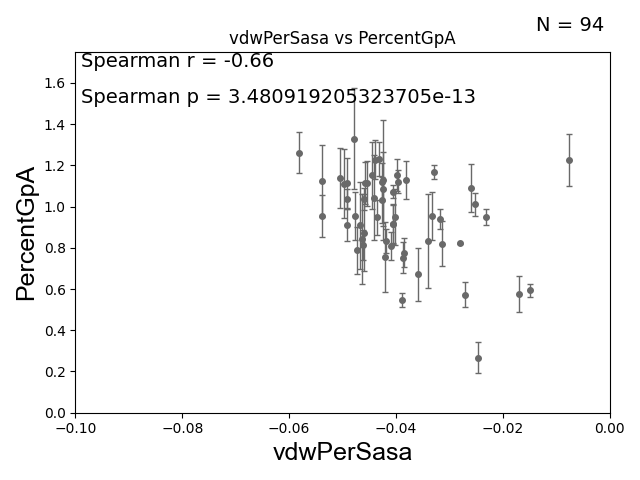 N = 94
vdwPerSasa vs PercentGpA
Spearman r = -0.66
Spearman p = 3.480919205323705e-13
PercentGpA
1.6
1.4
1.2
1.0
0.8
0.6
0.4
0.2
0.0
−0.10 −0.08 −0.06 −0.04 −0.02 0.00
vdwPerSasa